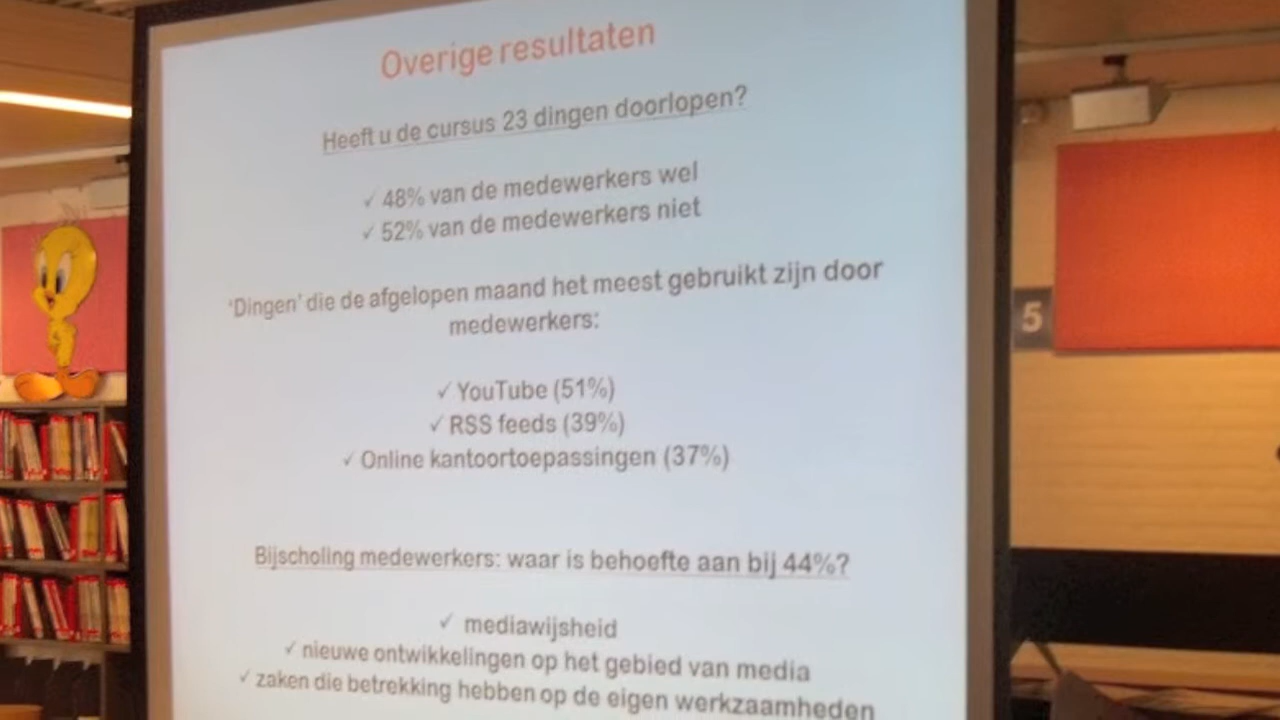 Overige resultaten
Heeft u de cursus 23 dingen doorlopen?
✓ 48% van de medewerkers wel
✓ 52% van de medewerkers niet
‘Dingen’ die de afgelopen maand het meest gebruikt zijn door
medewerkers:
✓ YouTube (51%)
✓ RSS feeds (39%)
✓ Online kantoortoepassingen (37%)
Bijscholing medewerkers: waar is behoefte aan bij 44%?
✓ mediawijsheid
✓ nieuwe ontwikkelingen op het gebied van media
✓ zaken die betrekking hebben op de eigen werkzaamheden
5